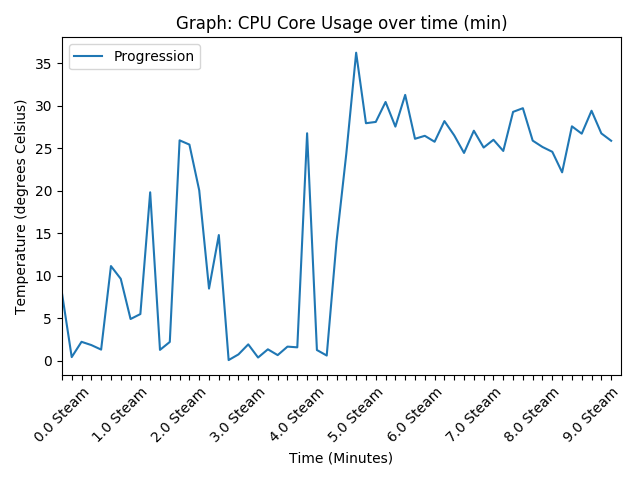 Graph: CPU Core Usage over time (min)
Progression
Temperature (degrees Celsius)
35
30
25
20
15
10
5
0
0.0 Steam
1.0 Steam
2.0 Steam
3.0 Steam
4.0 Steam
5.0 Steam
6.0 Steam
7.0 Steam
8.0 Steam
9.0 Steam
Time (Minutes)